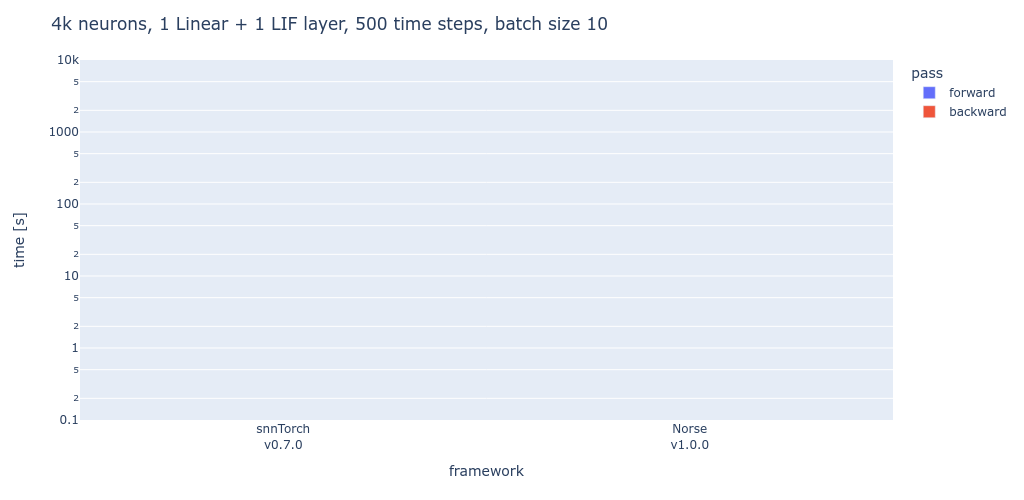 4k neurons, 1 Linear + 1 LIF layer, 500 time steps, batch size 10
10k
5
2
1000
5
2
100
5
2
10
5
2
1
5
2
0.1
time [s]
snnTorch
v0.7.0
Norse
v1.0.0
framework
pass
forward
backward